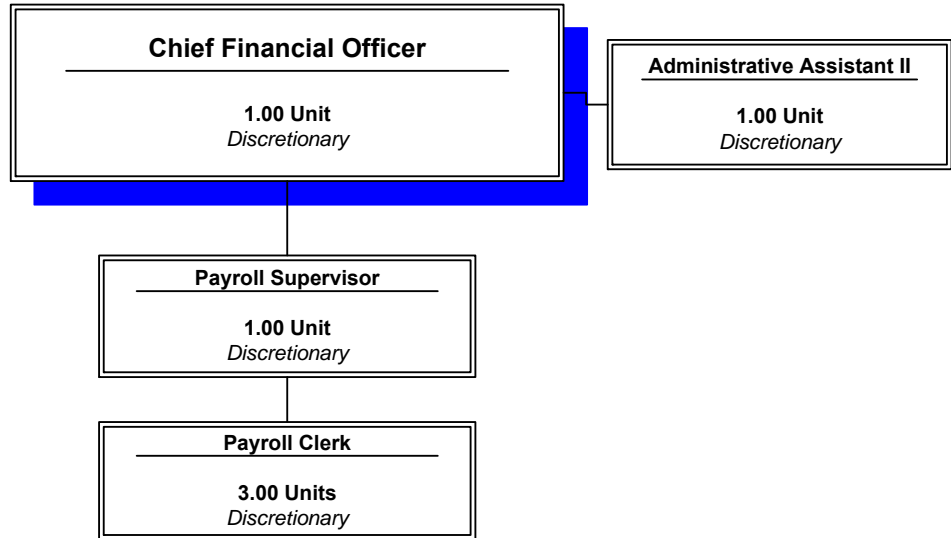 Chief Financial Officer
1.00 Unit
Discretionary
Administrative Assistant II
1.00 Unit
Discretionary
Payroll Supervisor
1.00 Unit
Discretionary
Payroll Clerk
3.00 Units
Discretionary